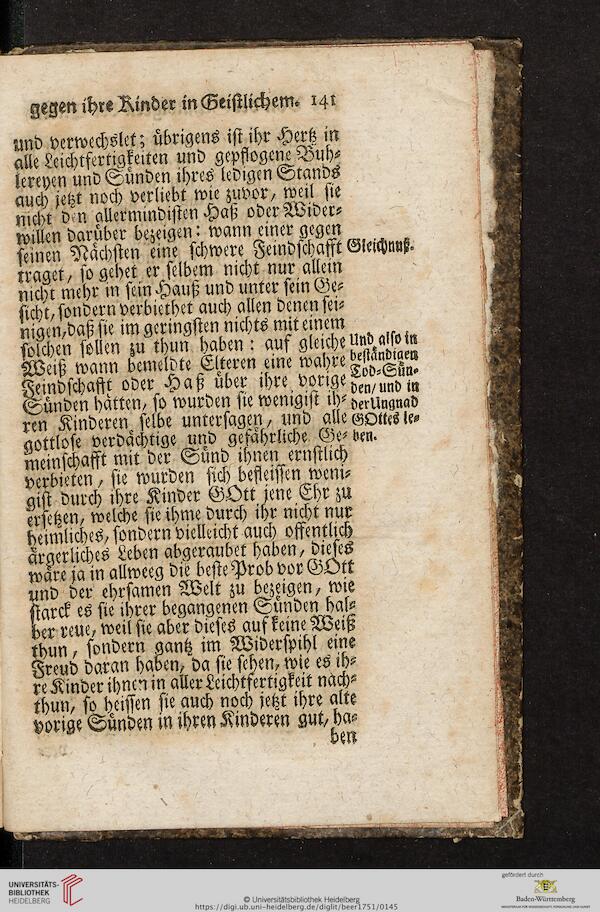 gegen ihre Kinder in Geistlichem. 141
und verwechslet; übrigens ist ihr Hertz in
alle Leichtfertigkeiten und gepflogene Buh-
lereyen und Sünden ihres ledigen Stands
auch jetzt noch verliebt wie zuvor, weil sie
nicht den allermindisten Haß oder Wider-
willen darüber bezeigen: wann einer gegen
seinen Nächsten eine schwere Feindschafft
traget, so gehet er selbem nicht nur allein
nicht mehr in sein Hauß und unter sein Ge-
sicht, sondern verbiethet auch allen denen sei-
nigen, daß sie im geringsten nichts mit einem
solchen sollen zu thun haben: auf gleiche
Weiß wann bemeldte Elteren eine wahre
Feindschafft oder Haß über ihre vorige
Sünden hätten, so wurden sie wenigist ih-
ren Kinderen selbe untersagen, und alle
gottlose verdächtige und gefährliche Ge-
meinschafft mit der Sünd ihnen ernstlich
verbieten, sie wurden sich befleissen weni-
gist durch ihre Kinder GOtt jene Ehr zu
ersetzen, welche sie ihme durch ihr nicht nur
heimliches, sondern vielleicht auch offentlich
ärgerliches Leben abgeraubet haben, dieses
wäre ja in allweeg die beste Prob vor GOtt
und der ehrsamen Welt zu bezeigen, wie
starck es sie ihrer begangenen Sünden hal-
ber reue, weil sie aber dieses auf keine Weiß
thun, sondern gantz im Widerspihl eine
Freud daran haben, da sie sehen, wie es ih-
re Kinder ihnen in aller Leichtfertigkeit nach-
thun, so heissen sie auch noch jetzt ihre alte
vorige Sünden in ihren Kinderen gut, ha-
ben
Gleichnuß.
Und also in
beständigen
Tod-Sün-
den/ und in
der Ungnad
GOttes le-
ben.
UNIVERSITÄTS-
BIBLIOTHEK
HEIDELBERG
© Universitätsbibliothek Heidelberg
https://digi.ub.uni-heidelberg.de/diglit/beer1751/0145
gefördert durch
Baden-Württemberg
MINISTERIUM FÜR WISSENSCHAFT, FORSCHUNG UND KUNST